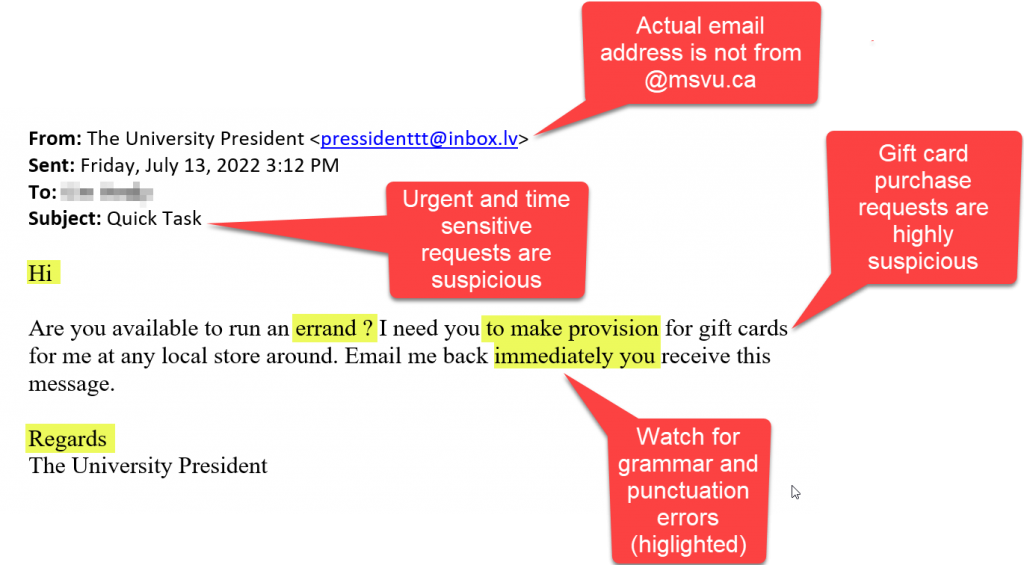 Actual email
address is not from
@msvu.ca
From: The University President <pressidenttt@inbox.lv>
Sent: Friday, July 13, 2022 3:12 PM
To:
Subject: Quick Task
Urgent and time
sensitive
requests are
suspicious
Gift card
purchase
requests are
highly
suspicious
Hi
Are you available to run an errand ? I need you to make provision for gift cards
for me at any local store around. Email me back immediately you receive this
message.
Regards
The University President
Watch for
grammar and
punctuation
errors
(higlighted)